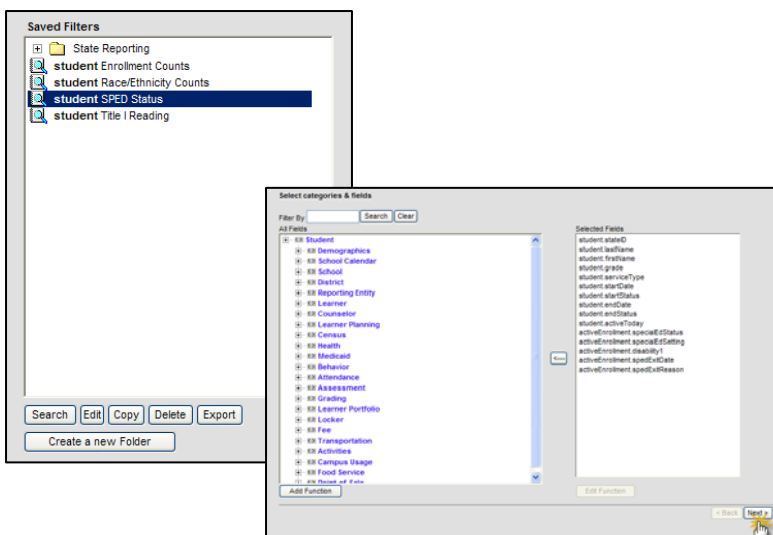 Saved Filters
State Reporting
student Enrollment Counts
student Race/Ethnicity Counts
student SPED Status
student Title I Reading
Search Edit Copy Delete Export
Create a new Folder
Select categories & fields
Filter By Search Clear
All Fields
Student
Demographics
School Calendar
School
District
Reporting Entity
Learner
Counselor
Learner Planning
Census
Health
Medicaid
Behavior
Attendance
Assessment
Grading
Learner Portfolio
Locker
Fee
Transportation
Activities
Campus Usage
Food Service
Point of Sale
Add Function
<---
Selected Fields
student.stateID
student.lastName
student.firstName
student.grade
student.serviceType
student.startDate
student.startStatus
student.endDate
student.endStatus
student.activeToday
activeEnrollment.specialEdStatus
activeEnrollment.specialEdSetting
activeEnrollment.disability1
activeEnrollment.spedExitDate
activeEnrollment.spedExitReason
Edit Function
< Back Next >